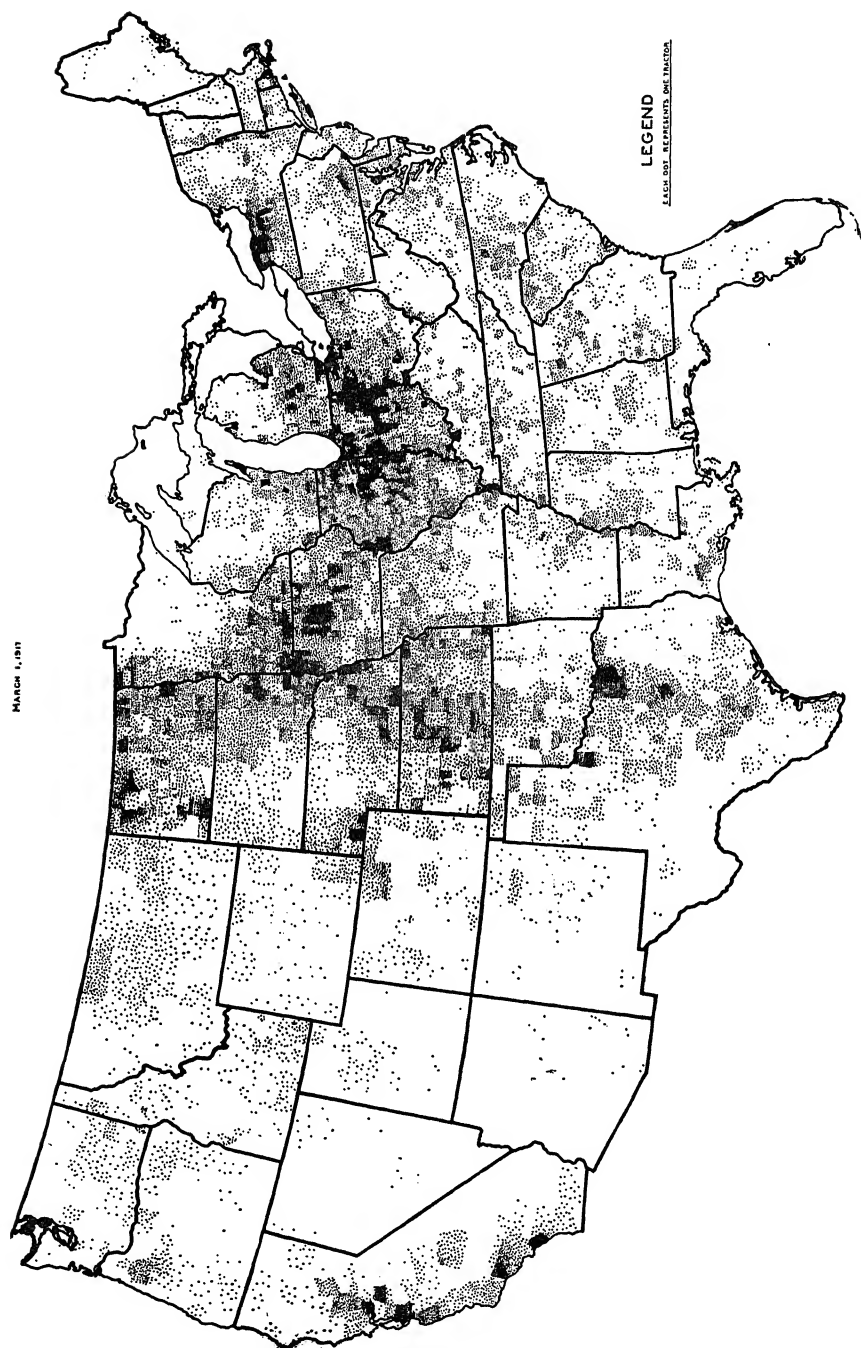 MARCH 1, 1917
LEGEND
EACH DOT REPRESENTS ONE TRACTOR